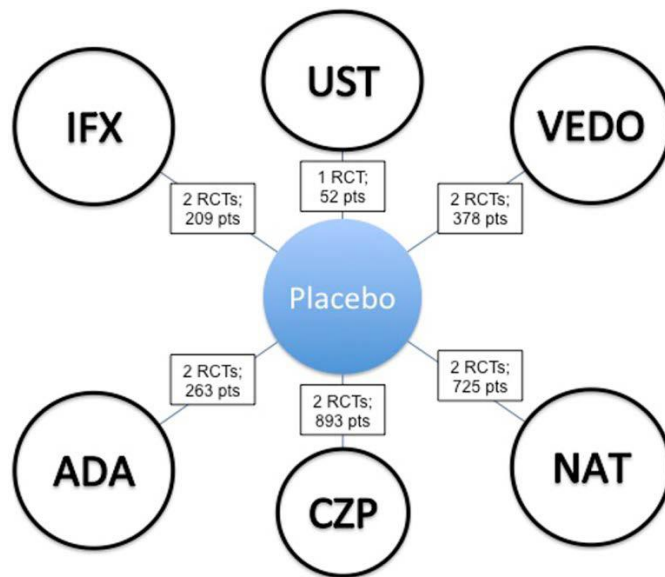 UST
IFX
VEDO
1 RCT;
52 pts
2 RCTs;
209 pts
2 RCTs;
378 pts
Placebo
2 RCTs;
263 pts
2 RCTs;
893 pts
2 RCTs;
725 pts
ADA
CZP
NAT